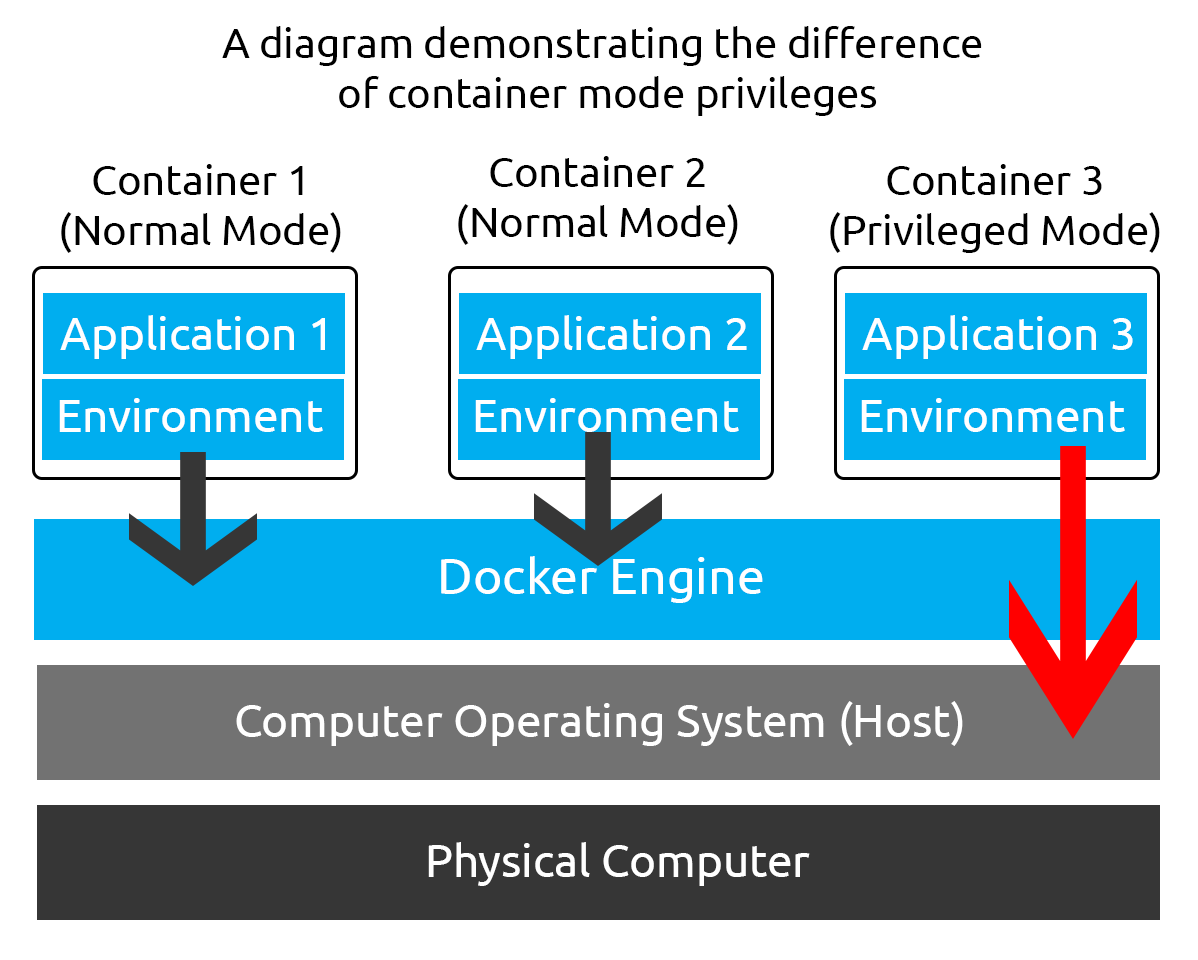 A diagram demonstrating the difference
of container mode privileges
Container 1
(Normal Mode)
Container 2
(Normal Mode)
Container 3
(Privileged Mode)
Application 1
Environment
Application 2
Environment
Application 3
Environment
Docker Engine
Computer Operating System (Host)
Physical Computer